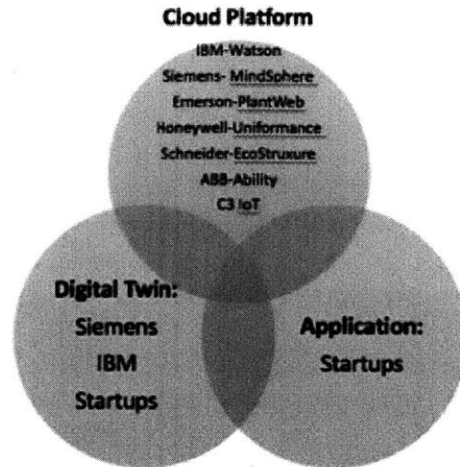 Cloud Platform
IBM-Watson
Siemens- MindSphere
Emerson-PlantWeb
Honeywell-Uniformance
Schneider-EcoStruxure
ABB-Ability
C3 IoT
Digital Twin:
Siemens
IBM
Startups
Application:
Startups